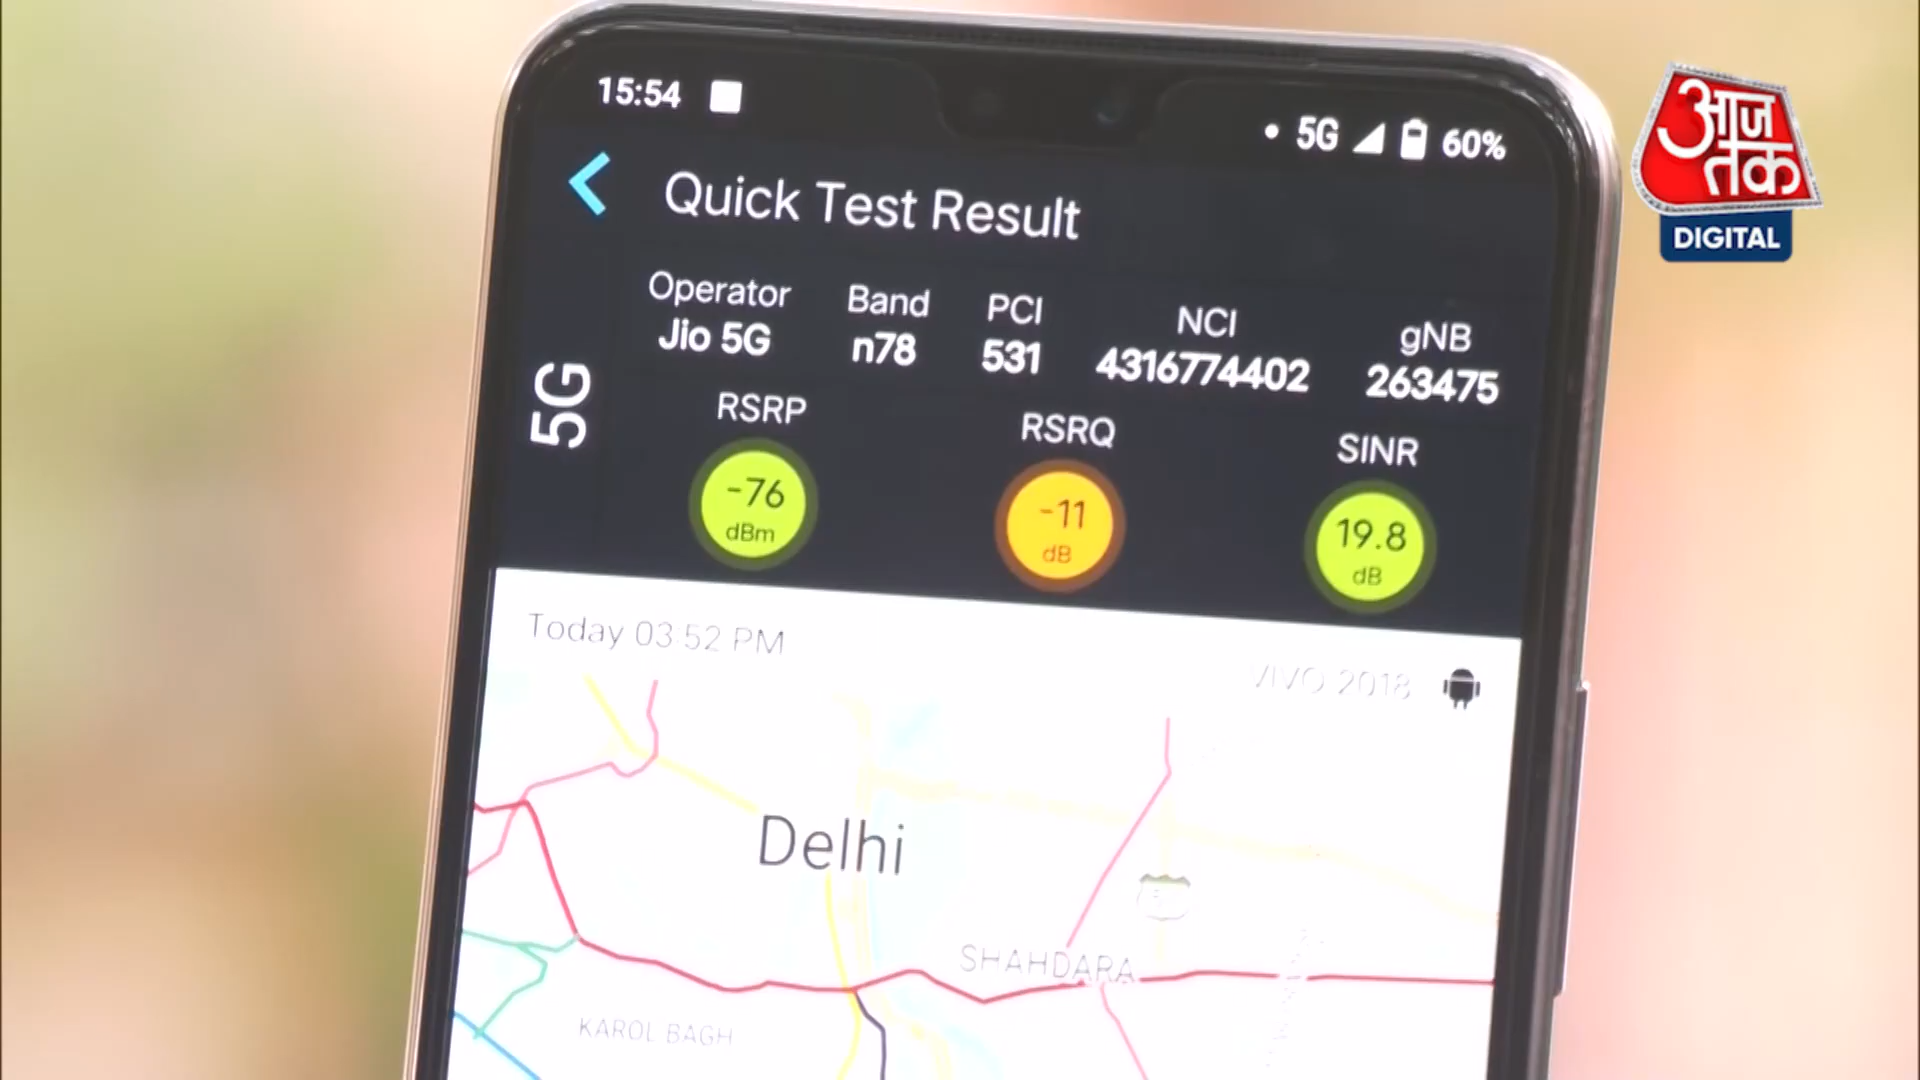 15:54
5G 60%
Quick Test Result
Operator Band PCI NCI gNB
Jio 5G n78 531 4316774402 263475
5G
RSRP RSRQ SINR
-76 -11 19.8
dBm dB dB
Today 03:52 PM
VIVO 2018
Delhi
SHAHDARA
KAROL BAGH
आज
तक
DIGITAL